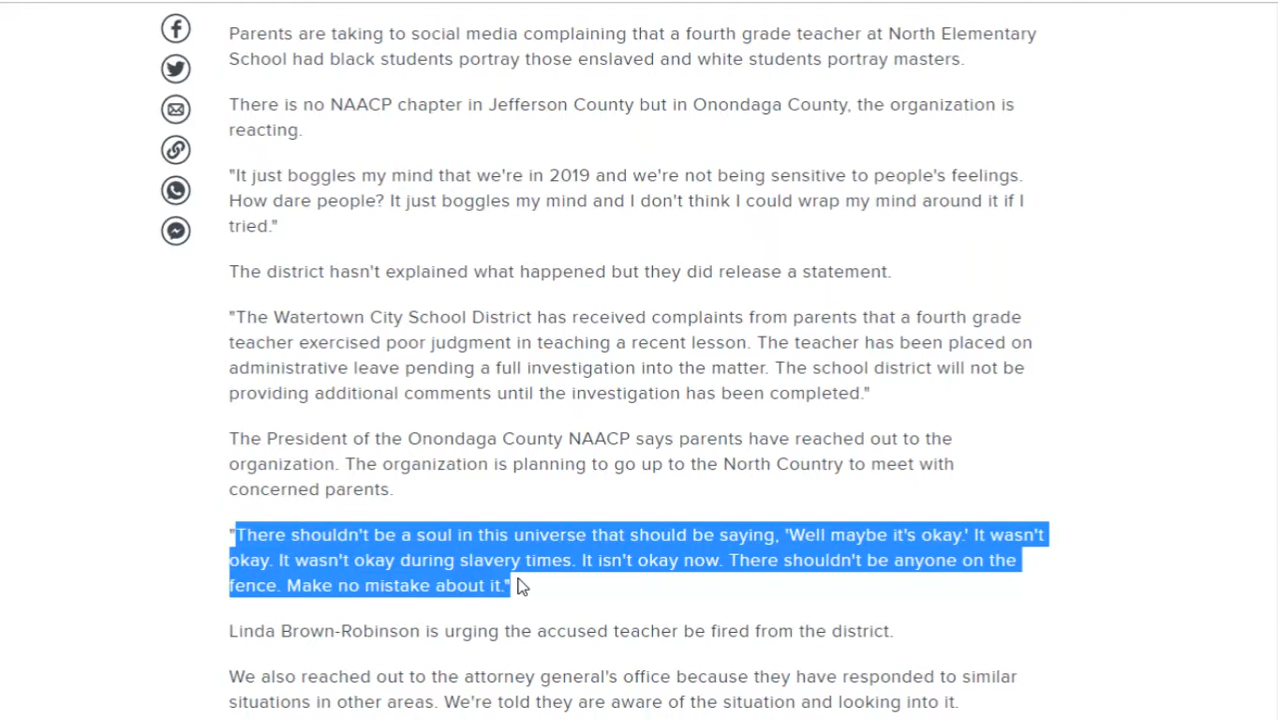 Parents are taking to social media complaining that a fourth grade teacher at North Elementary
School had black students portray those enslaved and white students portray masters.
There is no NAACP chapter in Jefferson County but in Onondaga County, the organization is
reacting.
"It just boggles my mind that we're in 2019 and we're not being sensitive to people's feelings.
How dare people? It just boggles my mind and I don't think I could wrap my mind around it if I
tried."
The district hasn't explained what happened but they did release a statement.
"The Watertown City School District has received complaints from parents that a fourth grade
teacher exercised poor judgment in teaching a recent lesson. The teacher has been placed on
administrative leave pending a full investigation into the matter. The school district will not be
providing additional comments until the investigation has been completed."
The President of the Onondaga County NAACP says parents have reached out to the
organization. The organization is planning to go up to the North Country to meet with
concerned parents.
"There shouldn't be a soul in this universe that should be saying, 'Well maybe it's okay.' It wasn't
okay. It wasn't okay during slavery times. It isn't okay now. There shouldn't be anyone on the
fence. Make no mistake about it."
Linda Brown-Robinson is urging the accused teacher be fired from the district.
We also reached out to the attorney general's office because they have responded to similar
situations in other areas. We're told they are aware of the situation and looking into it.